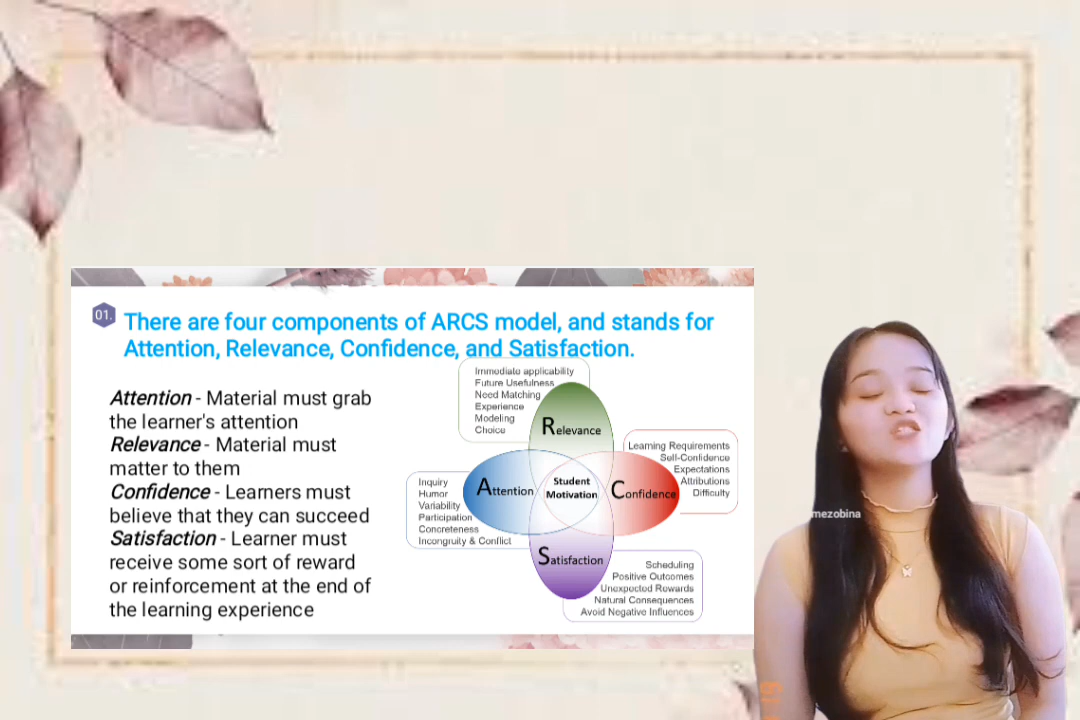 01.
There are four components of ARCS model, and stands for
Attention, Relevance, Confidence, and Satisfaction.
Attention - Material must grab
the learner's attention
Relevance - Material must
matter to them
Confidence - Learners must
believe that they can succeed
Satisfaction - Learner must
receive some sort of reward
or reinforcement at the end of
the learning experience
Immediate applicability
Future Usefulness
Need Matching
Experience
Modeling
Choice
Relevance
Learning Requirements
Self-Confidence
Expectations
Attributions
Difficulty
Inquiry
Humor
Variability
Participation
Concreteness
Incongruity & Conflict
Attention
Student
Motivation
Confidence
Satisfaction
Scheduling
Positive Outcomes
Unexpected Rewards
Natural Consequences
Avoid Negative Influences
mezobina